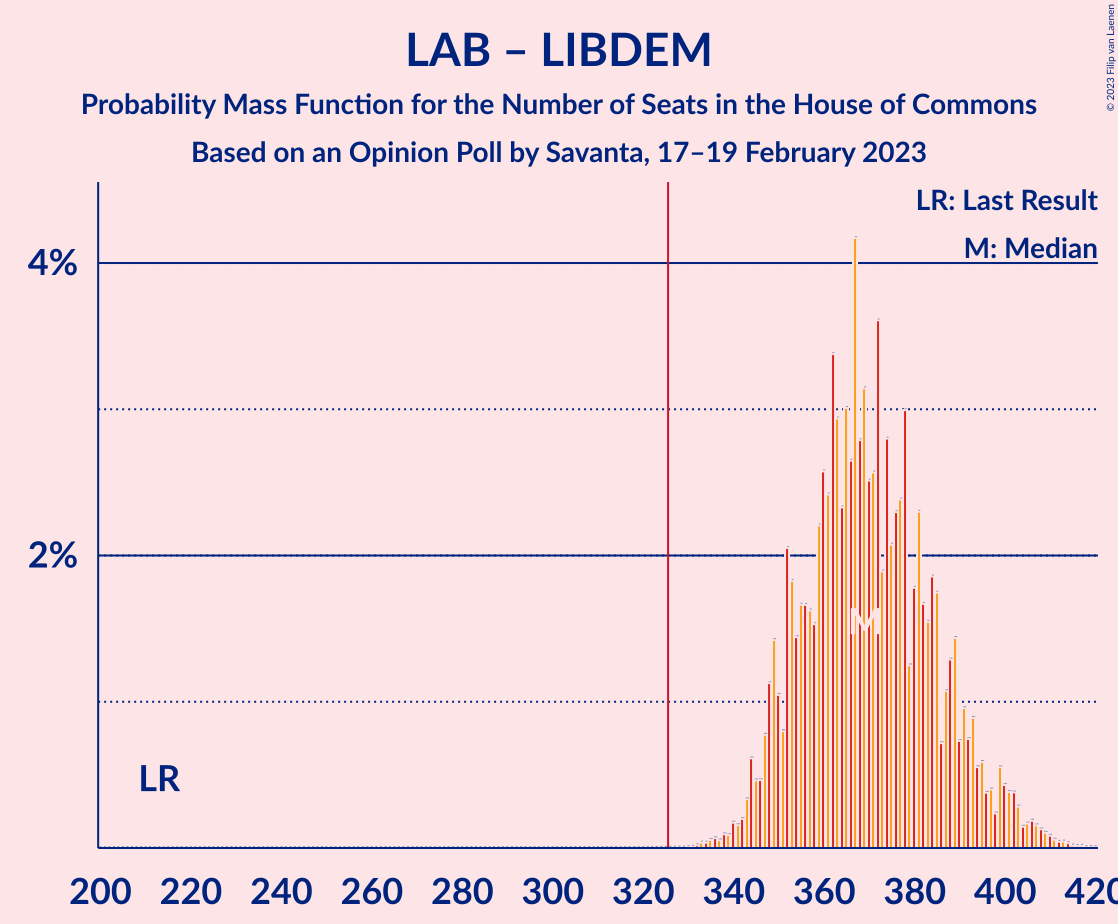 LAB – LIBDEM
Probability Mass Function for the Number of Seats in the House of Commons
Based on an Opinion Poll by Savanta, 17–19 February 2023
© 2023 Filip van Laenen
LR: Last Result
M: Median
4%
2%
M
LR
200 220 240 260 280 300 320 340 360 380 400 420